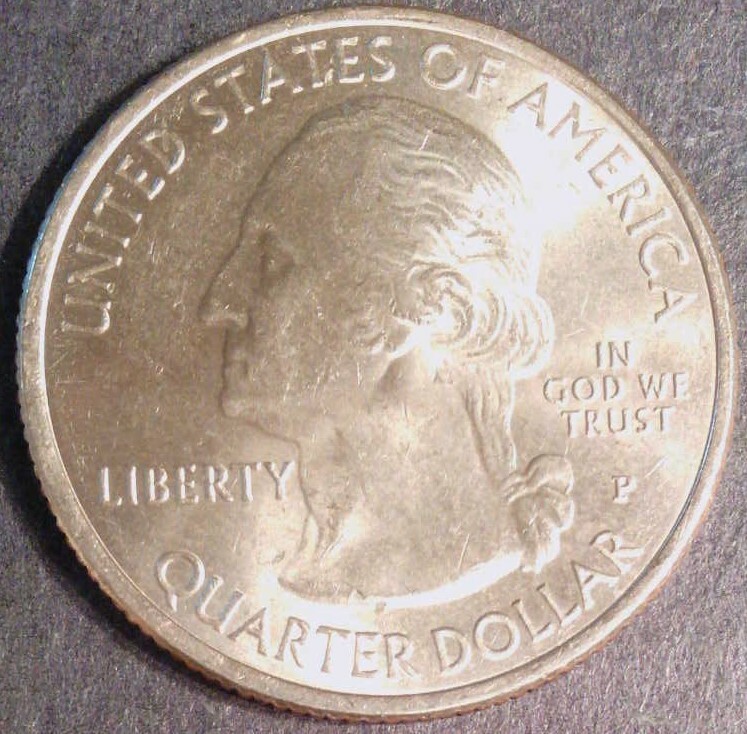 UNITED STATES OF AMERICA
IN
GOD WE
TRUST
LIBERTY
P
QUARTER DOLLAR